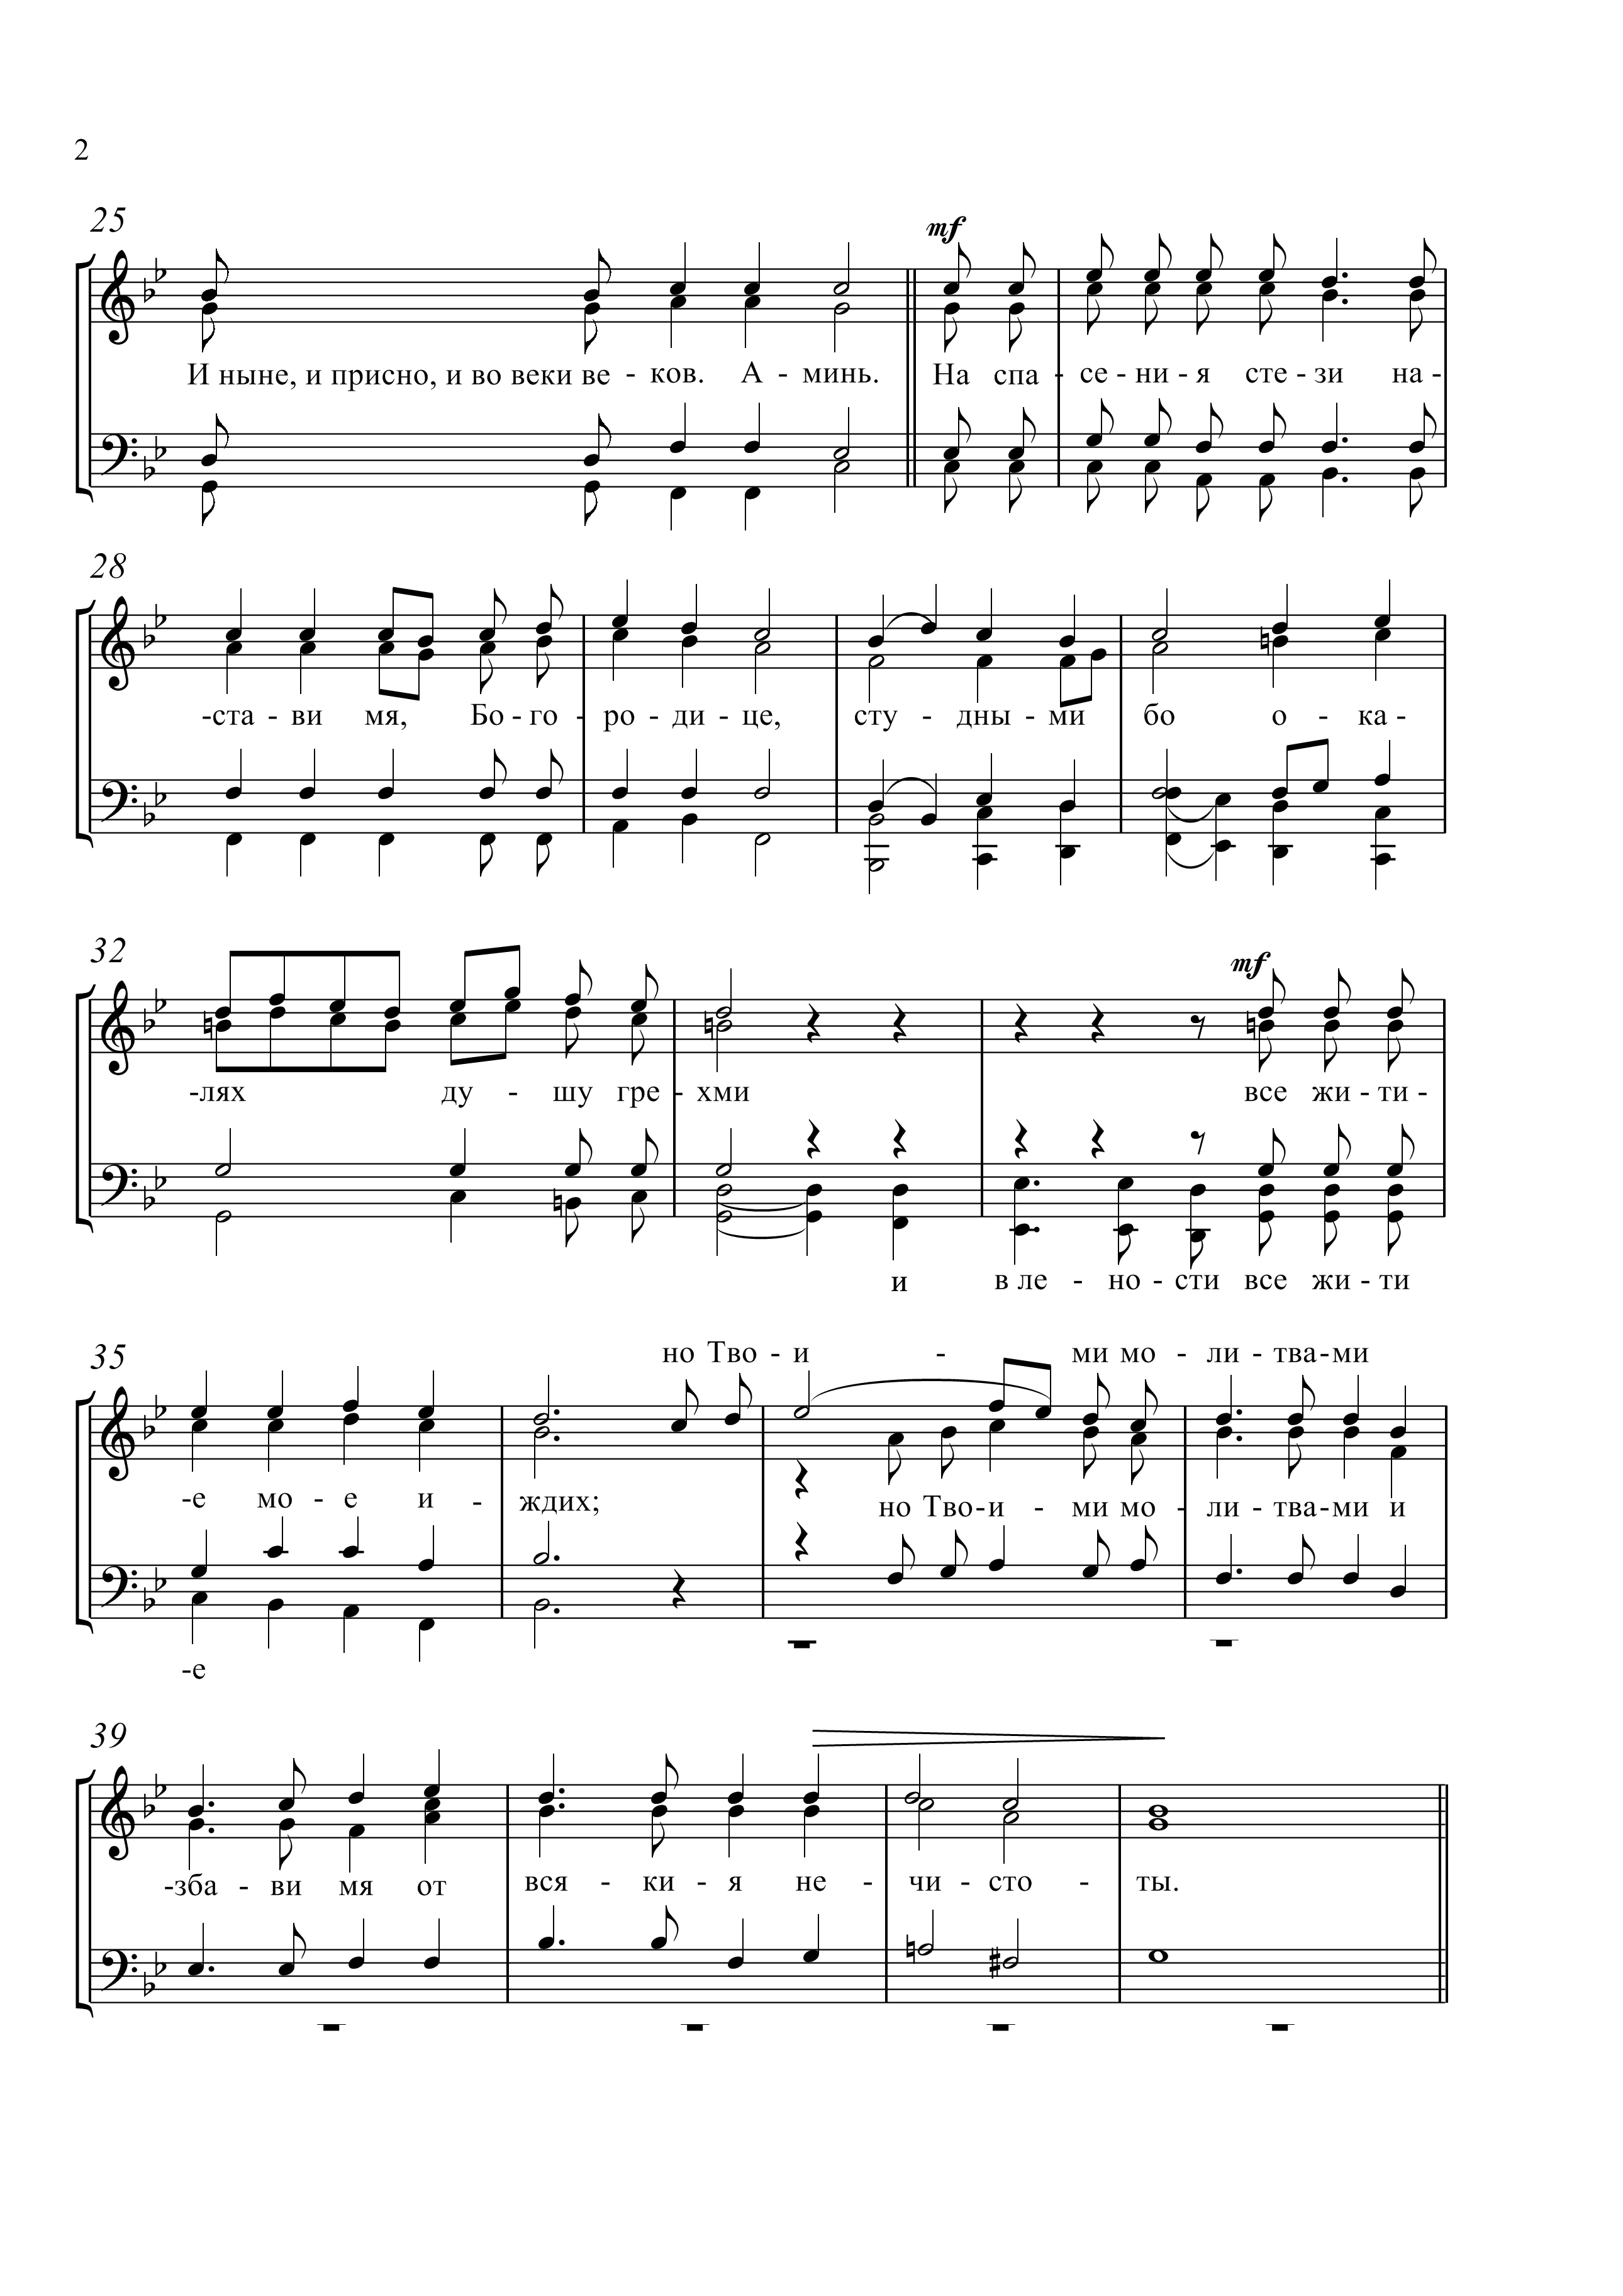 2
25
mf
И ныне, и присно, и во веки ве - ков. А - минь. На спа - се - ни - я сте - зи на -
28
-ста - ви мя, Бо - го - ро - ди - це, сту - дны - ми бо о - ка -
32
mf
-лях ду - шу гре - хми все жи - ти -
и в ле - но - сти все жи - ти
35
но Тво - и - ми мо - ли - тва - ми
-е мо - е и - ждих; но Тво - и - ми мо - ли - тва - ми и
-е
39
-зба - ви мя от вся - ки - я не - чи - сто - ты.